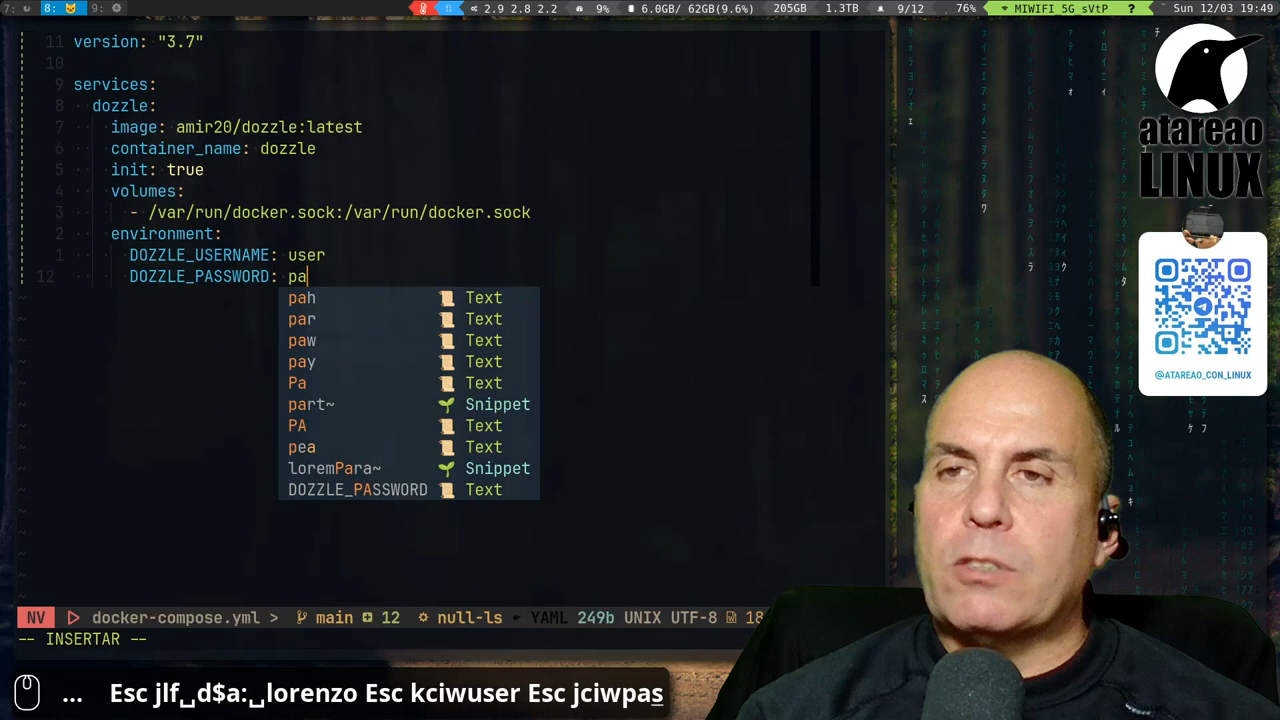 7: 8: 9: 2.9 2.8 2.2 9% 6.0GB/ 62GB(9.6%) 205GB 1.3TB 9/12 76% MIWIFI_5G_sVtP ? Sun 12/03 19:49
11 version: "3.7"
10
9 services:
8 dozzle:
7 image: amir20/dozzle:latest
6 container_name: dozzle
5 init: true
4 volumes:
3 - /var/run/docker.sock:/var/run/docker.sock
2 environment:
1 DOZZLE_USERNAME: user
12 DOZZLE_PASSWORD: pa
pah Text
par Text
paw Text
pay Text
Pa Text
part~ Snippet
PA Text
pea Text
loremPara~ Snippet
DOZZLE_PASSWORD Text
NV docker-compose.yml > main 12 null-ls YAML 249b UNIX UTF-8 18
-- INSERTAR --
... Esc jlf␣d$a:␣lorenzo Esc kciwuser Esc jciwpas
atareao
LINUX
@ATAREAO_CON_LINUX